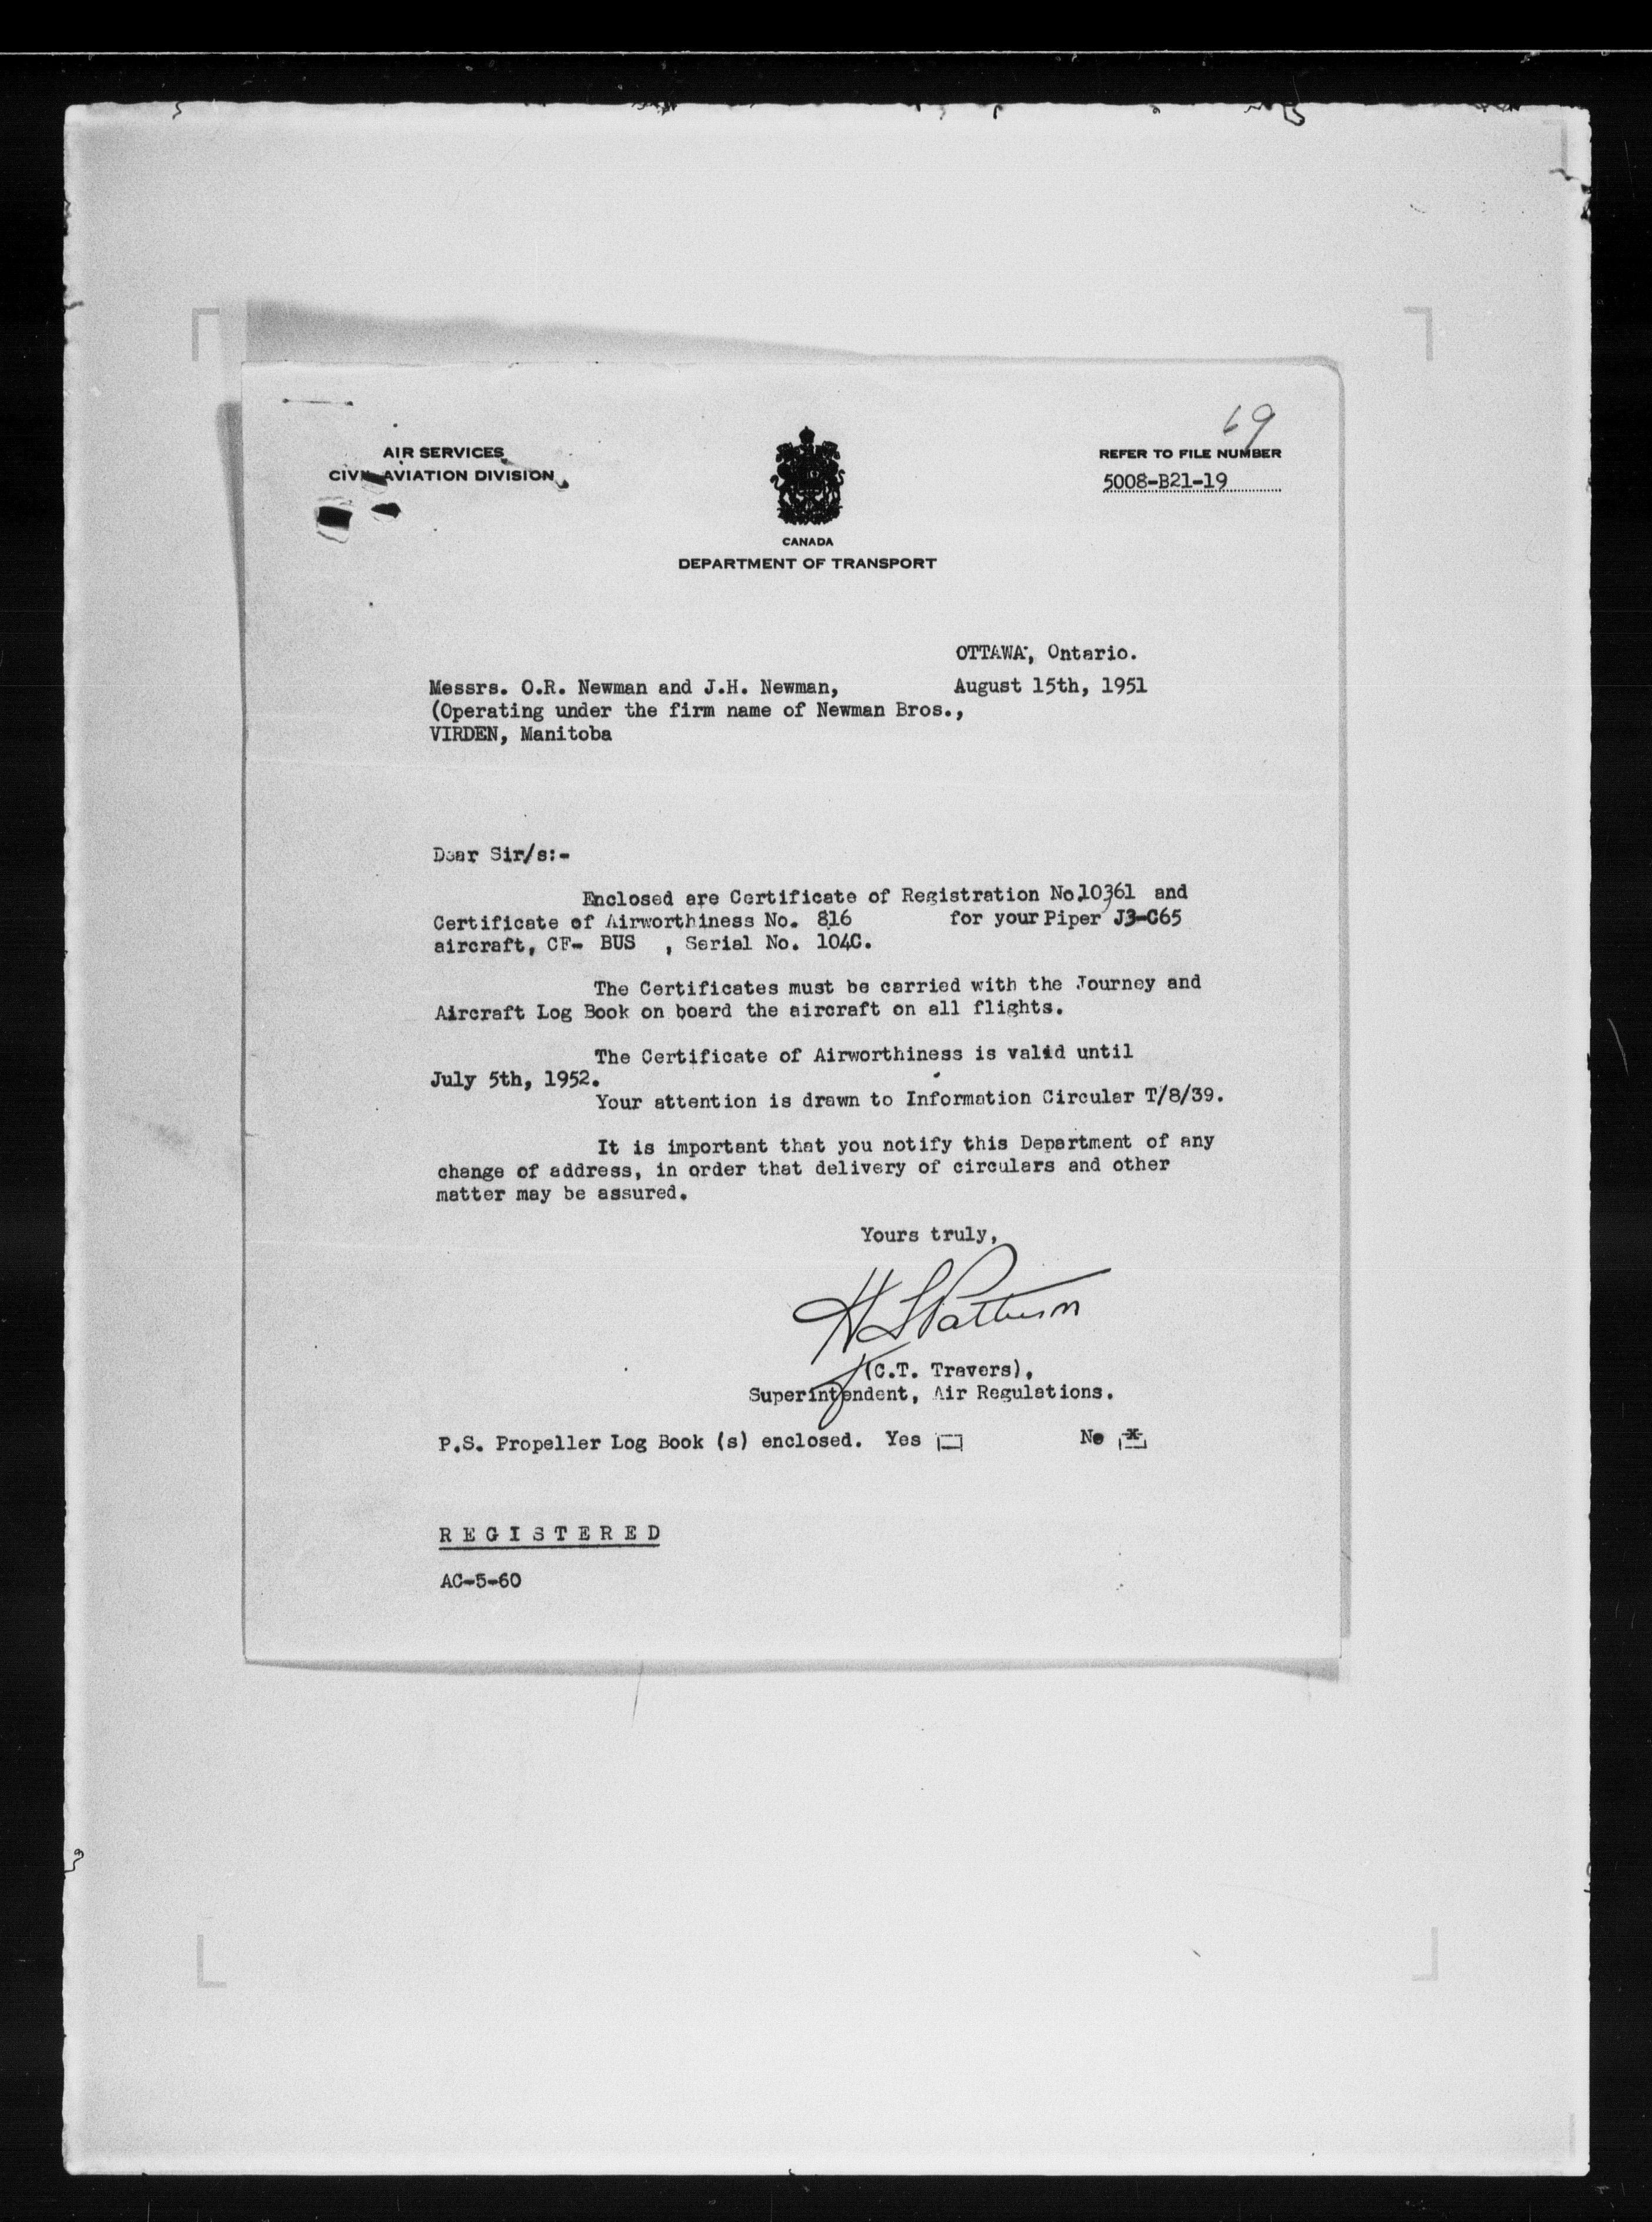 69
AIR SERVICES
CIVIL AVIATION DIVISION
REFER TO FILE NUMBER
5008-B21-19
CANADA
DEPARTMENT OF TRANSPORT
OTTAWA, Ontario.
August 15th, 1951
Messrs. O.R. Newman and J.H. Newman,
(Operating under the firm name of Newman Bros.,
VIRDEN, Manitoba
Dear Sir/s:-
Enclosed are Certificate of Registration No.10361 and
Certificate of Airworthiness No. 816 for your Piper J3-C65
aircraft, CF- BUS , Serial No. 104C.
The Certificates must be carried with the Journey and
Aircraft Log Book on board the aircraft on all flights.
The Certificate of Airworthiness is valid until
July 5th, 1952.
Your attention is drawn to Information Circular T/8/39.
It is important that you notify this Department of any
change of address, in order that delivery of circulars and other
matter may be assured.
Yours truly,
(C.T. Travers),
Superintendent, Air Regulations.
P.S. Propeller Log Book (s) enclosed. Yes No x
REGISTERED
AC-5-60